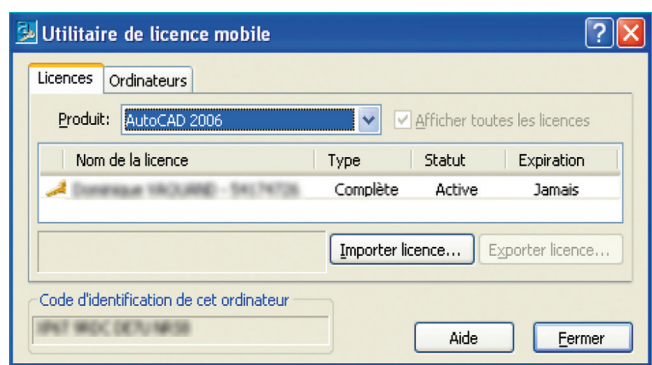 Utilitaire de licence mobile
Licences Ordinateurs
Produit: AutoCAD 2006 Afficher toutes les licences
Nom de la licence Type Statut Expiration
Complète Active Jamais
Importer licence... Exporter licence...
Code d'identification de cet ordinateur
Aide Fermer